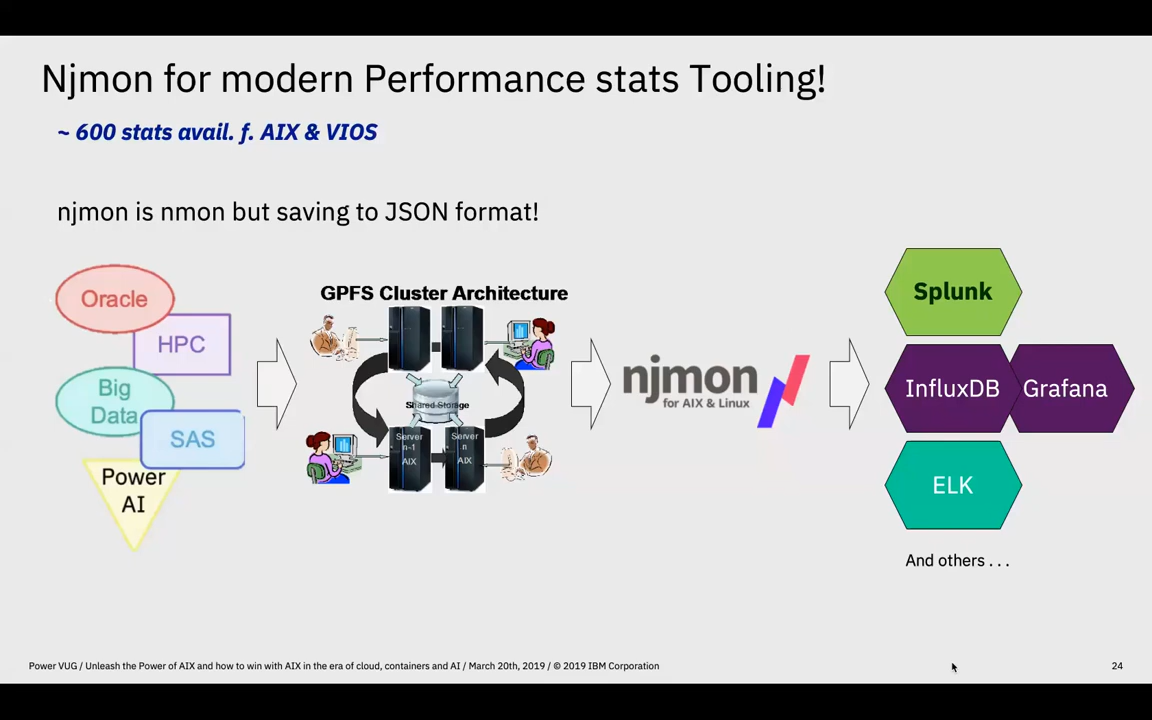 Njmon for modern Performance stats Tooling!
~ 600 stats avail. f. AIX & VIOS
njmon is nmon but saving to JSON format!
Oracle
HPC
Big
Data
SAS
Power
AI
GPFS Cluster Architecture
Shared Storage
Server
n-1
AIX
Server
n
AIX
njmon
for AIX & Linux
Splunk
InfluxDB
Grafana
ELK
And others . . .
Power VUG / Unleash the Power of AIX and how to win with AIX in the era of cloud, containers and AI / March 20th, 2019 / © 2019 IBM Corporation
24